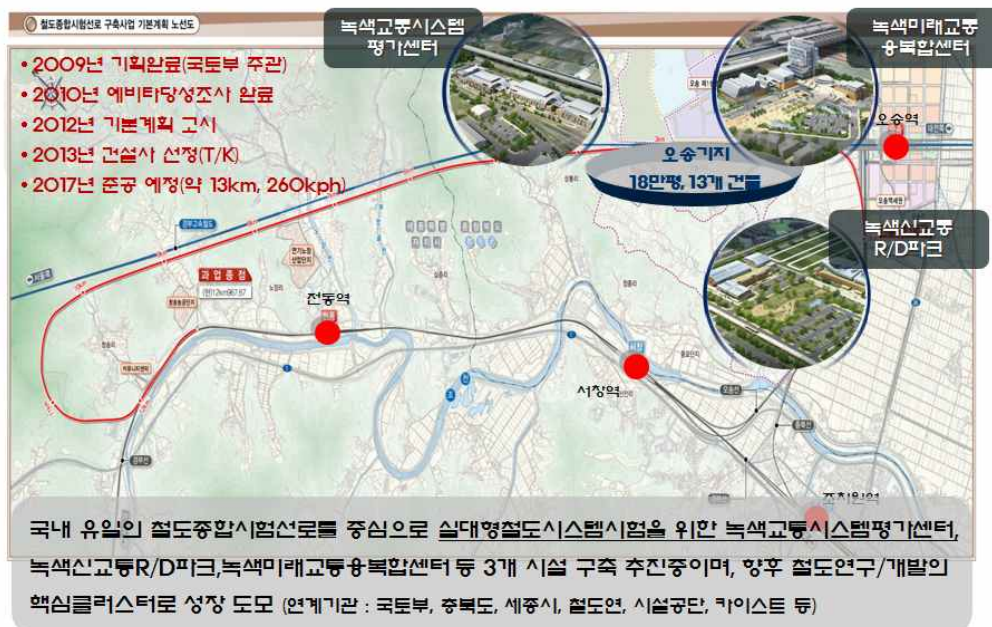 철도종합시험선로 구축사업 기본계획 노선도
녹색교통시스템
평가센터
녹색미래교통
융복합센터
• 2009년 기획완료(국토부 주관)
• 2010년 예비타당성조사 완료
• 2012년 기본계획 고시
• 2013년 건설사 선정(T/K)
• 2017년 준공 예정(약 13km, 260kph)
오송역
오송기지
18만평, 13개 건물
녹색신교통
R/D파크
경부고속철도
과 업 종 점
전동역
서창역
조치원역
국내 유일의 철도종합시험선로를 중심으로 실대형철도시스템시험을 위한 녹색교통시스템평가센터,
녹색신교통R/D파크,녹색미래교통융복합센터 등 3개 시설 구축 추진중이며, 향후 철도연구/개발의
핵심클러스터로 성장 도모 (연계기관 : 국토부, 충북도, 세종시, 철도연, 시설공단, 카이스트 등)